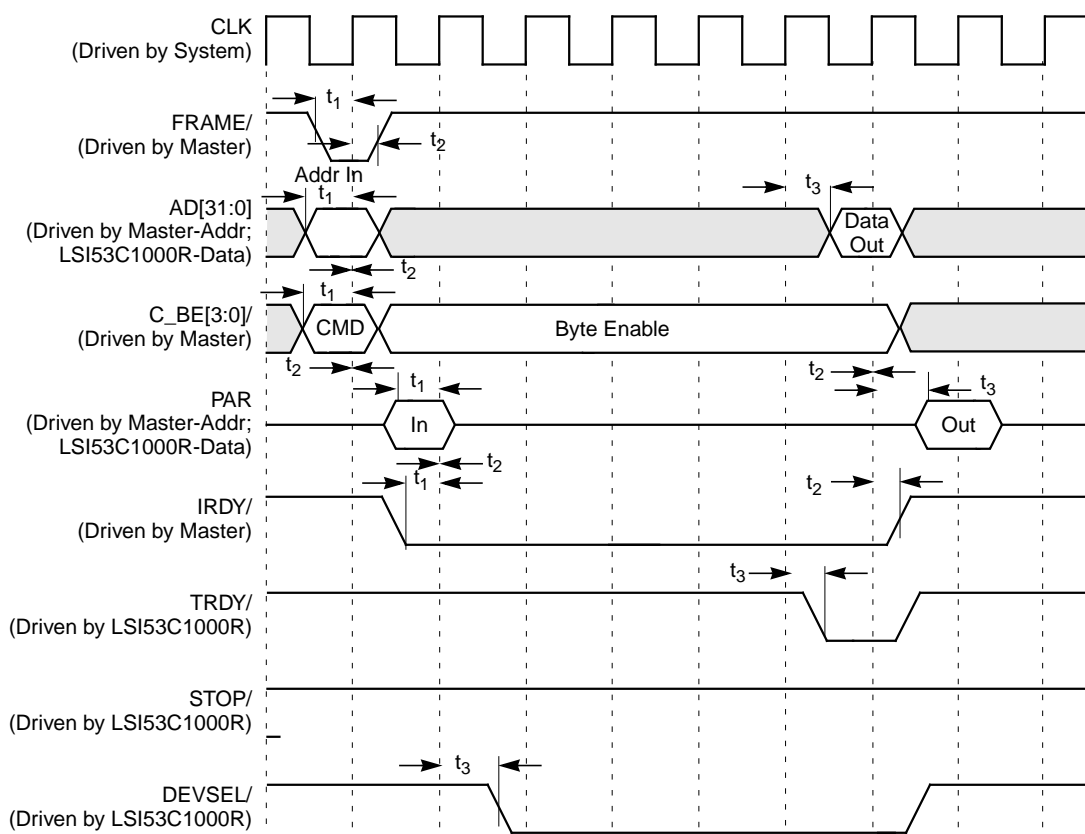 CLK
(Driven by System)
t1
FRAME/
(Driven by Master)
t2
Addr In
t1
t3
AD[31:0]
(Driven by Master-Addr;
LSI53C1000R-Data)
Data
Out
t2
t1
C_BE[3:0]/
(Driven by Master)
CMD
Byte Enable
t2
t2
t1
t3
PAR
(Driven by Master-Addr;
LSI53C1000R-Data)
In
Out
t2
t1
t2
IRDY/
(Driven by Master)
t3
TRDY/
(Driven by LSI53C1000R)
STOP/
(Driven by LSI53C1000R)
t3
DEVSEL/
(Driven by LSI53C1000R)